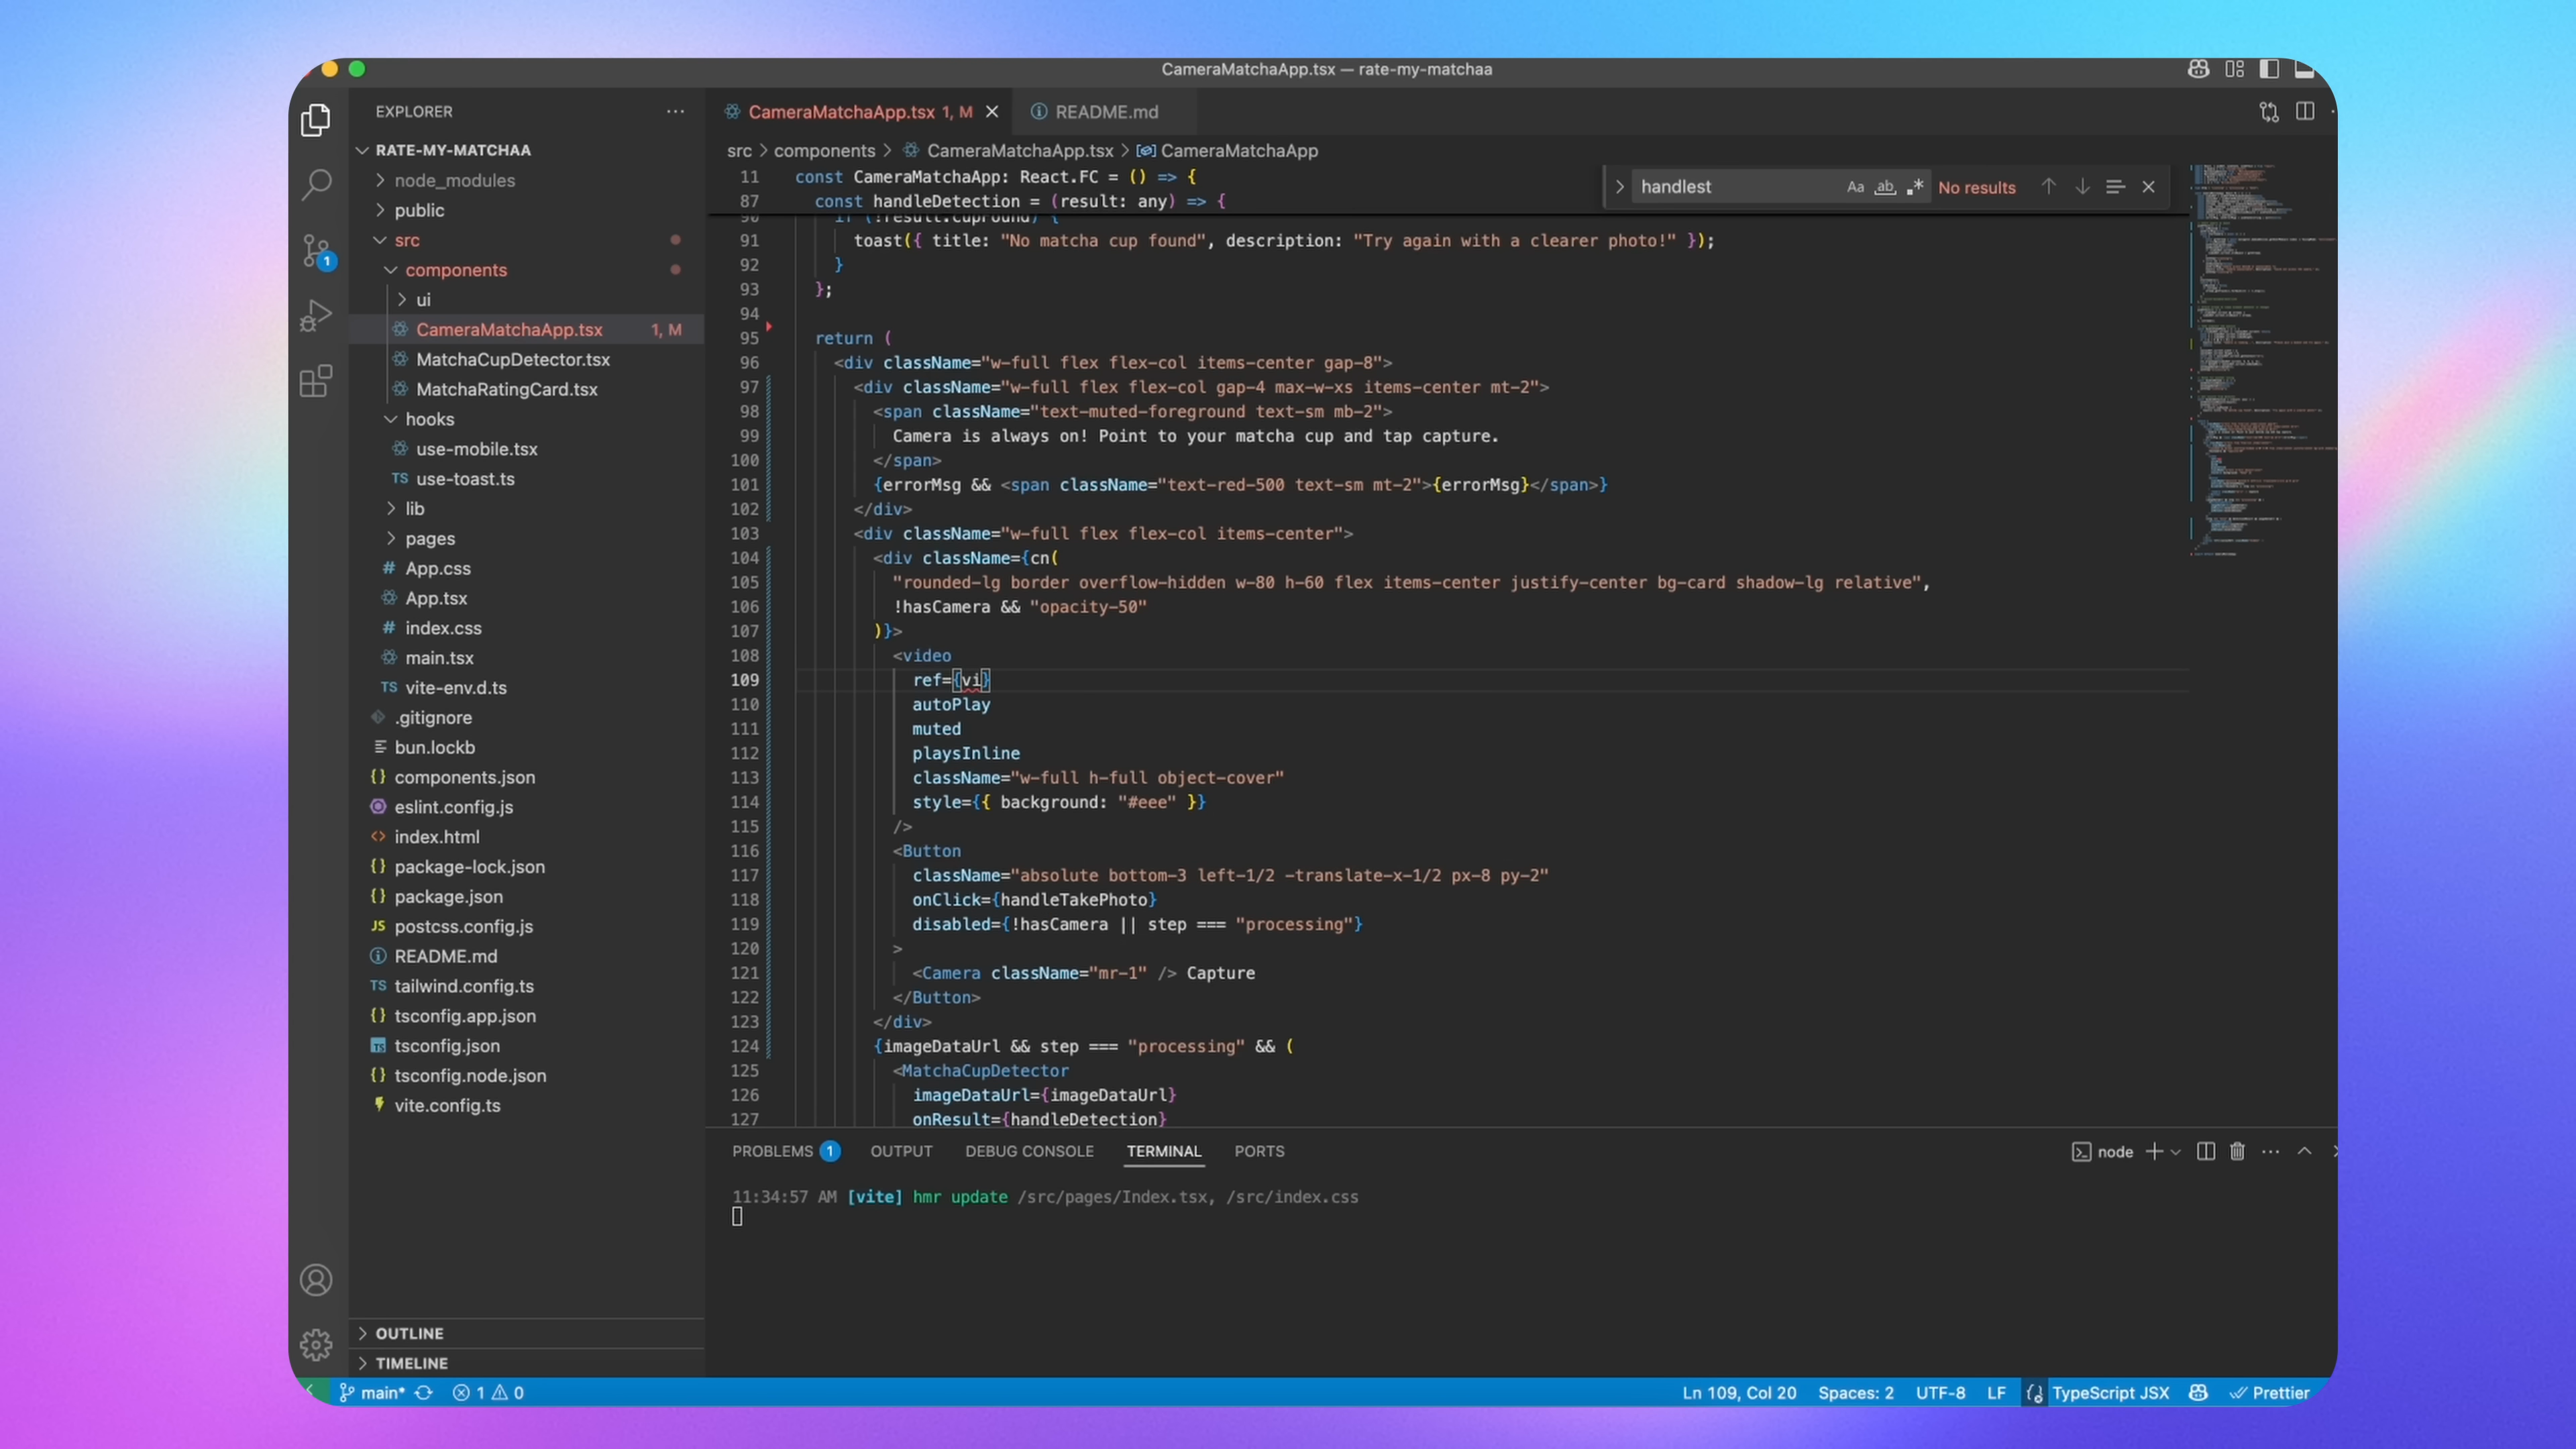 CameraMatchaApp.tsx — rate-my-matchaa
EXPLORER
RATE-MY-MATCHAA
node_modules
public
src
components
ui
CameraMatchaApp.tsx 1, M
MatchaCupDetector.tsx
MatchaRatingCard.tsx
hooks
use-mobile.tsx
TS use-toast.ts
lib
pages
# App.css
App.tsx
# index.css
main.tsx
TS vite-env.d.ts
.gitignore
bun.lockb
{} components.json
eslint.config.js
<> index.html
{} package-lock.json
{} package.json
JS postcss.config.js
README.md
TS tailwind.config.ts
{} tsconfig.app.json
TS tsconfig.json
{} tsconfig.node.json
vite.config.ts
OUTLINE
TIMELINE
1
CameraMatchaApp.tsx 1, M
README.md
src > components > CameraMatchaApp.tsx > CameraMatchaApp
handlest Aa ab .* No results
11 const CameraMatchaApp: React.FC = () => {
87 const handleDetection = (result: any) => {
90 if (!result.cupFound) {
91 toast({ title: "No matcha cup found", description: "Try again with a clearer photo!" });
92 }
93 };
94
95 return (
96 <div className="w-full flex flex-col items-center gap-8">
97 <div className="w-full flex flex-col gap-4 max-w-xs items-center mt-2">
98 <span className="text-muted-foreground text-sm mb-2">
99 Camera is always on! Point to your matcha cup and tap capture.
100 </span>
101 {errorMsg && <span className="text-red-500 text-sm mt-2">{errorMsg}</span>}
102 </div>
103 <div className="w-full flex flex-col items-center">
104 <div className={cn(
105 "rounded-lg border overflow-hidden w-80 h-60 flex items-center justify-center bg-card shadow-lg relative",
106 !hasCamera && "opacity-50"
107 )}>
108 <video
109 ref={vi}
110 autoPlay
111 muted
112 playsInline
113 className="w-full h-full object-cover"
114 style={{ background: "#eee" }}
115 />
116 <Button
117 className="absolute bottom-3 left-1/2 -translate-x-1/2 px-8 py-2"
118 onClick={handleTakePhoto}
119 disabled={!hasCamera || step === "processing"}
120 >
121 <Camera className="mr-1" /> Capture
122 </Button>
123 </div>
124 {imageDataUrl && step === "processing" && (
125 <MatchaCupDetector
126 imageDataUrl={imageDataUrl}
127 onResult={handleDetection}
PROBLEMS 1 OUTPUT DEBUG CONSOLE TERMINAL PORTS
node
11:34:57 AM [vite] hmr update /src/pages/Index.tsx, /src/index.css
main* 1 0
Ln 109, Col 20 Spaces: 2 UTF-8 LF TypeScript JSX Prettier